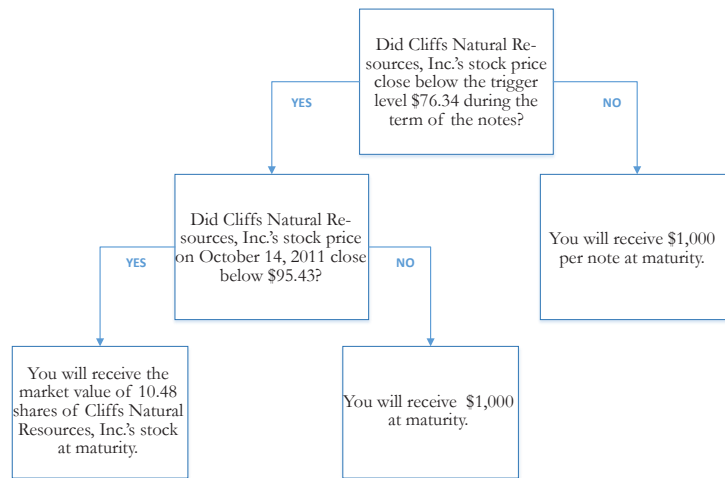 Did Cliffs Natural Re-
sources, Inc.'s stock price
close below the trigger
level $76.34 during the
term of the notes?
YES
NO
Did Cliffs Natural Re-
sources, Inc.'s stock price
on October 14, 2011 close
below $95.43?
You will receive $1,000
per note at maturity.
YES
NO
You will receive the
market value of 10.48
shares of Cliffs Natural
Resources, Inc.'s stock
at maturity.
You will receive  $1,000
at maturity.